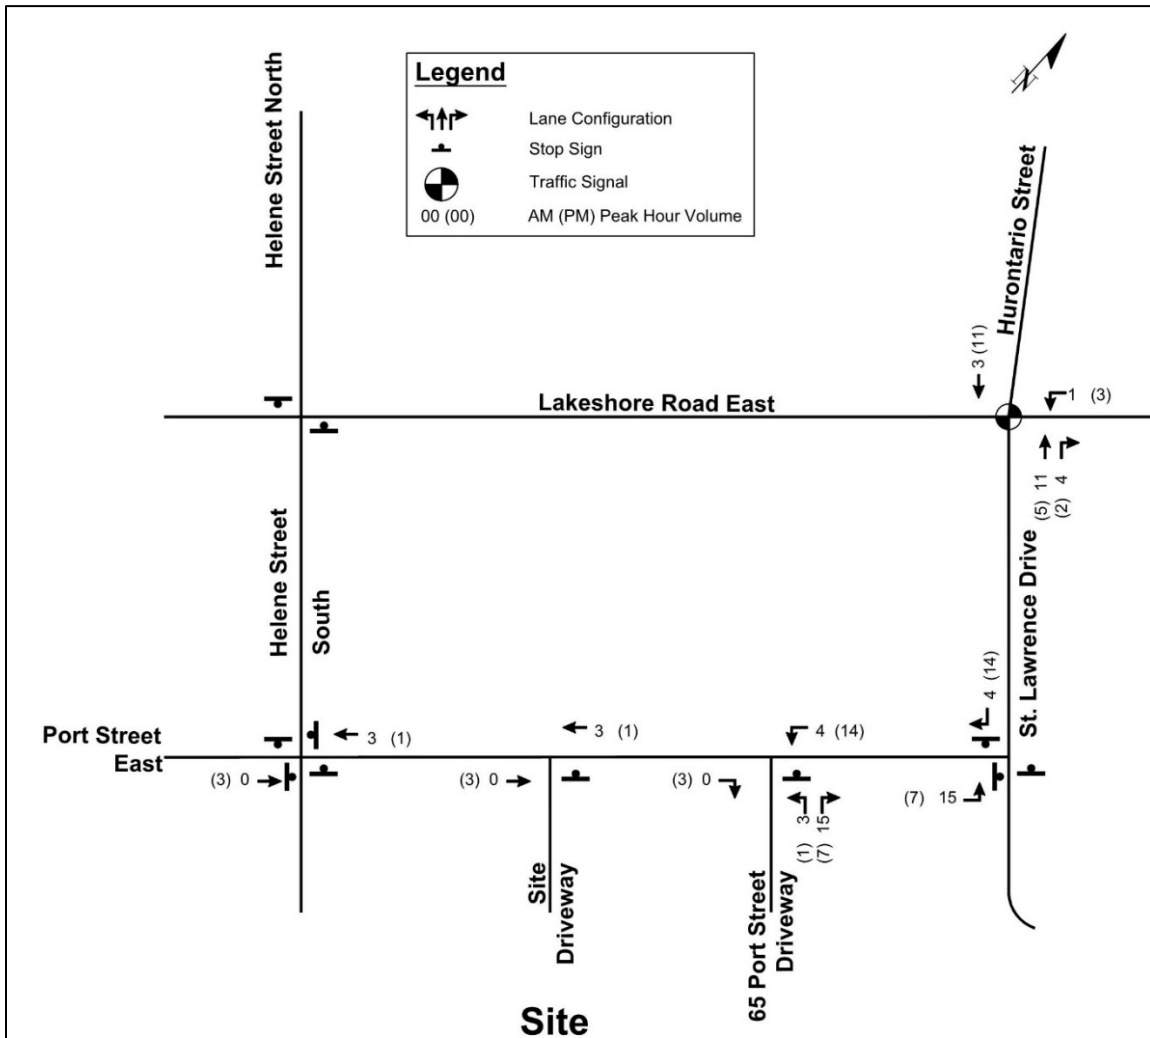 Legend
Lane Configuration
Stop Sign
Traffic Signal
00 (00) AM (PM) Peak Hour Volume
N
Helene Street North
Hurontario Street
3 (11)
Lakeshore Road East
1 (3)
(5) 11
(2) 4
Helene Street
South
St. Lawrence Drive
4 (14)
Port Street
East
3 (1)
3 (1)
4 (14)
(3) 0
(3) 0
(3) 0
(7) 15
(1) 3
(7) 15
Site
Driveway
65 Port Street
Driveway
Site